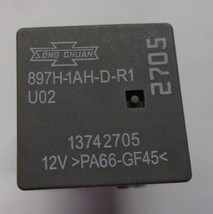 SONG CHUAN
897H-1AH-D-R1
U02
2705
13742705
12V >PA66-GF45<